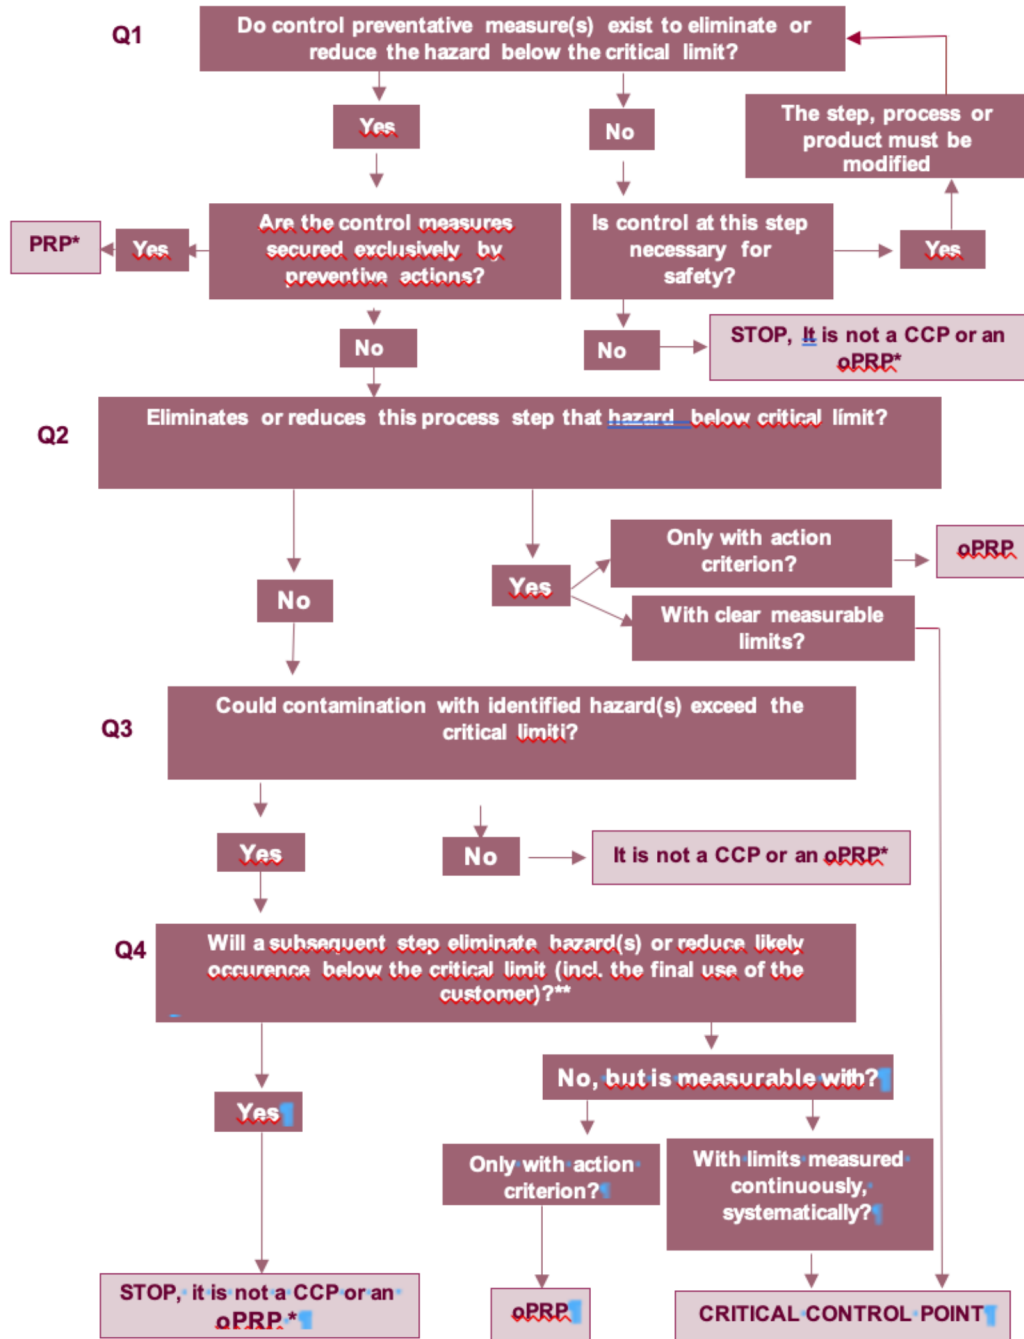 Q1
Do control preventative measure(s) exist to eliminate or
reduce the hazard below the critical limit?
Yes
No
The step, process or
product must be
modified
PRP*
Yes
Are the control measures
secured exclusively by
preventive actions?
Is control at this step
necessary for
safety?
Yes
No
No
STOP, It is not a CCP or an
oPRP*
Q2
Eliminates or reduces this process step that hazard below critical límit?
Only with action
criterion?
oPRP
No
Yes
With clear measurable
limits?
Q3
Could contamination with identified hazard(s) exceed the
critical limiti?
Yes
No
It is not a CCP or an oPRP*
Q4
Will a subsequent step eliminate hazard(s) or reduce likely
occurence below the critical limit (incl. the final use of the
customer)?**
No, but is measurable with?¶
Yes¶
Only with action
criterion?¶
With limits measured
continuously,
systematically?¶
STOP, it is not a CCP or an
oPRP *¶
oPRP¶
CRITICAL CONTROL POINT¶